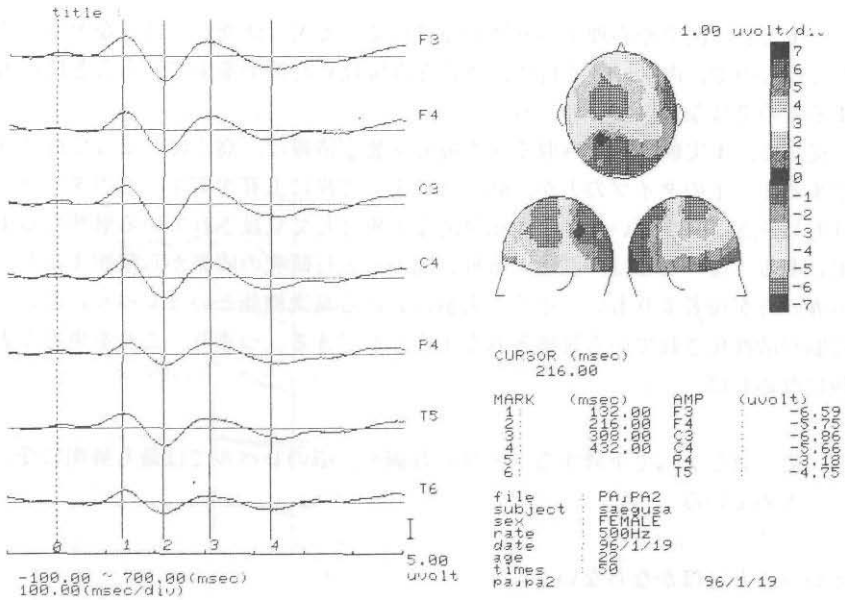 title
F3
F4
C3
C4
P4
T5
T6
0 1 2 3 4
5.00
uvolt
-100.00 ~ 700.00(msec)
100.00(msec/div)
1.00 uvolt/div
7
6
5
4
3
2
1
0
-1
-2
-3
-4
-5
-6
-7
CURSOR (msec)
216.00
MARK (msec) AMP (uvolt)
1: 132.00 F3 : -6.59
2: 216.00 F4 : -5.75
3: 308.00 C3 : -6.86
4: 432.00 C4 : -5.66
5: P4 : -3.18
6: T5 : -4.75
file : PA;PA2
subject : saegusa
sex : FEMALE
rate : 500Hz
date : 96/1/19
age : 22
times : 50
pa;pa2 96/1/19